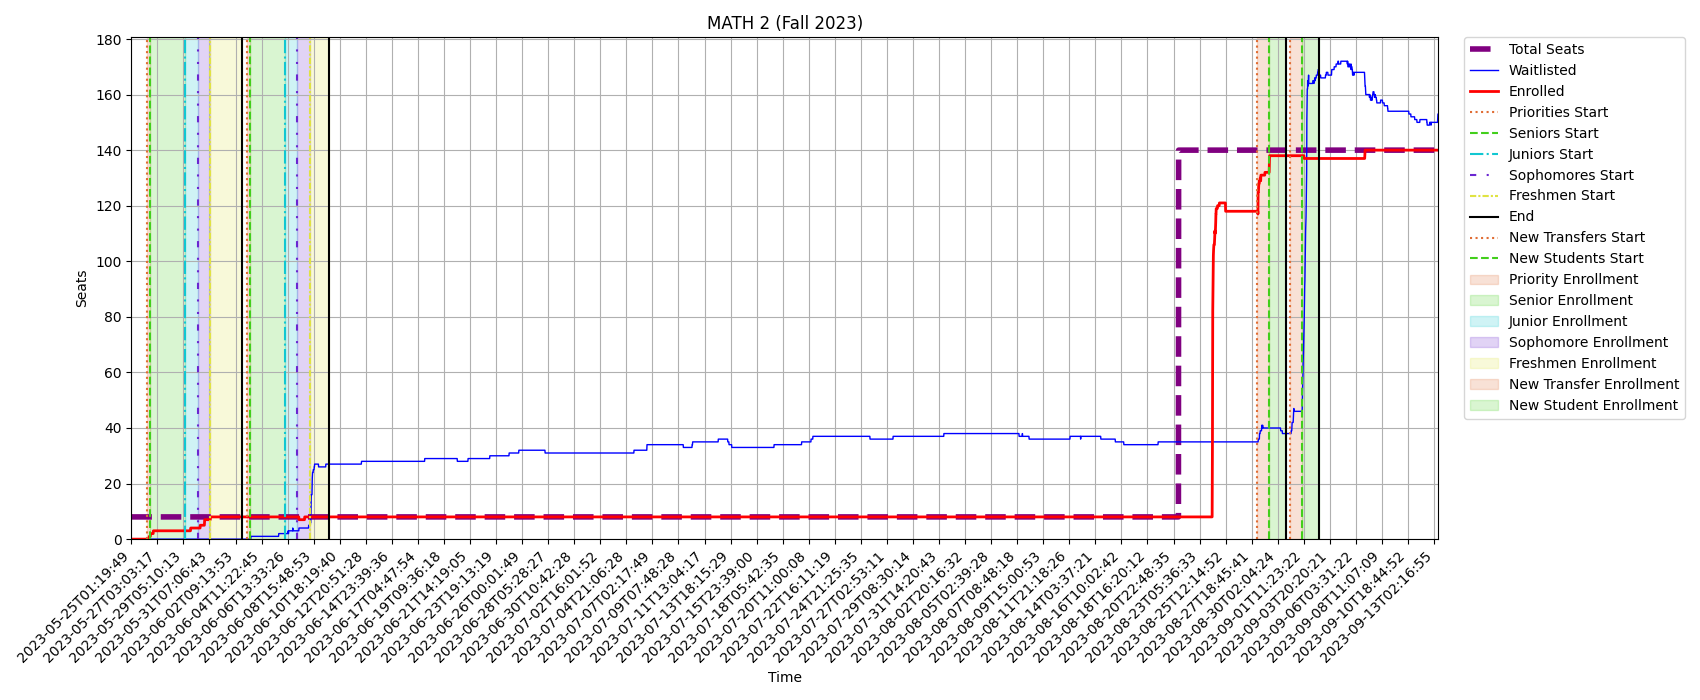 MATH 2 (Fall 2023)
180
160
140
120
100
80
60
40
20
0
Seats
2023-05-25T01:19:49
2023-05-27T03:03:17
2023-05-29T05:10:13
2023-05-31T07:06:43
2023-06-02T09:13:53
2023-06-04T11:22:45
2023-06-06T13:33:26
2023-06-08T15:48:53
2023-06-10T18:19:40
2023-06-12T20:51:28
2023-06-14T23:39:36
2023-06-17T04:47:54
2023-06-19T09:36:18
2023-06-21T14:19:05
2023-06-23T19:13:19
2023-06-26T00:01:49
2023-06-28T05:28:27
2023-06-30T10:42:28
2023-07-02T16:01:52
2023-07-04T21:06:28
2023-07-07T02:17:49
2023-07-09T07:48:28
2023-07-11T13:04:17
2023-07-13T18:15:29
2023-07-15T23:39:00
2023-07-18T05:42:35
2023-07-20T11:00:08
2023-07-22T16:11:19
2023-07-24T21:25:35
2023-07-27T02:53:11
2023-07-29T08:30:14
2023-07-31T14:20:43
2023-08-02T20:16:32
2023-08-05T02:39:28
2023-08-07T08:48:18
2023-08-09T15:00:53
2023-08-11T21:18:26
2023-08-14T03:37:21
2023-08-16T10:02:42
2023-08-18T16:20:12
2023-08-20T22:48:35
2023-08-23T05:36:33
2023-08-25T12:14:52
2023-08-27T18:45:41
2023-08-30T02:04:24
2023-09-01T11:23:22
2023-09-03T20:20:21
2023-09-06T03:31:22
2023-09-08T11:07:09
2023-09-10T18:44:52
2023-09-13T02:16:55
Time
Total Seats
Waitlisted
Enrolled
Priorities Start
Seniors Start
Juniors Start
Sophomores Start
Freshmen Start
End
New Transfers Start
New Students Start
Priority Enrollment
Senior Enrollment
Junior Enrollment
Sophomore Enrollment
Freshmen Enrollment
New Transfer Enrollment
New Student Enrollment